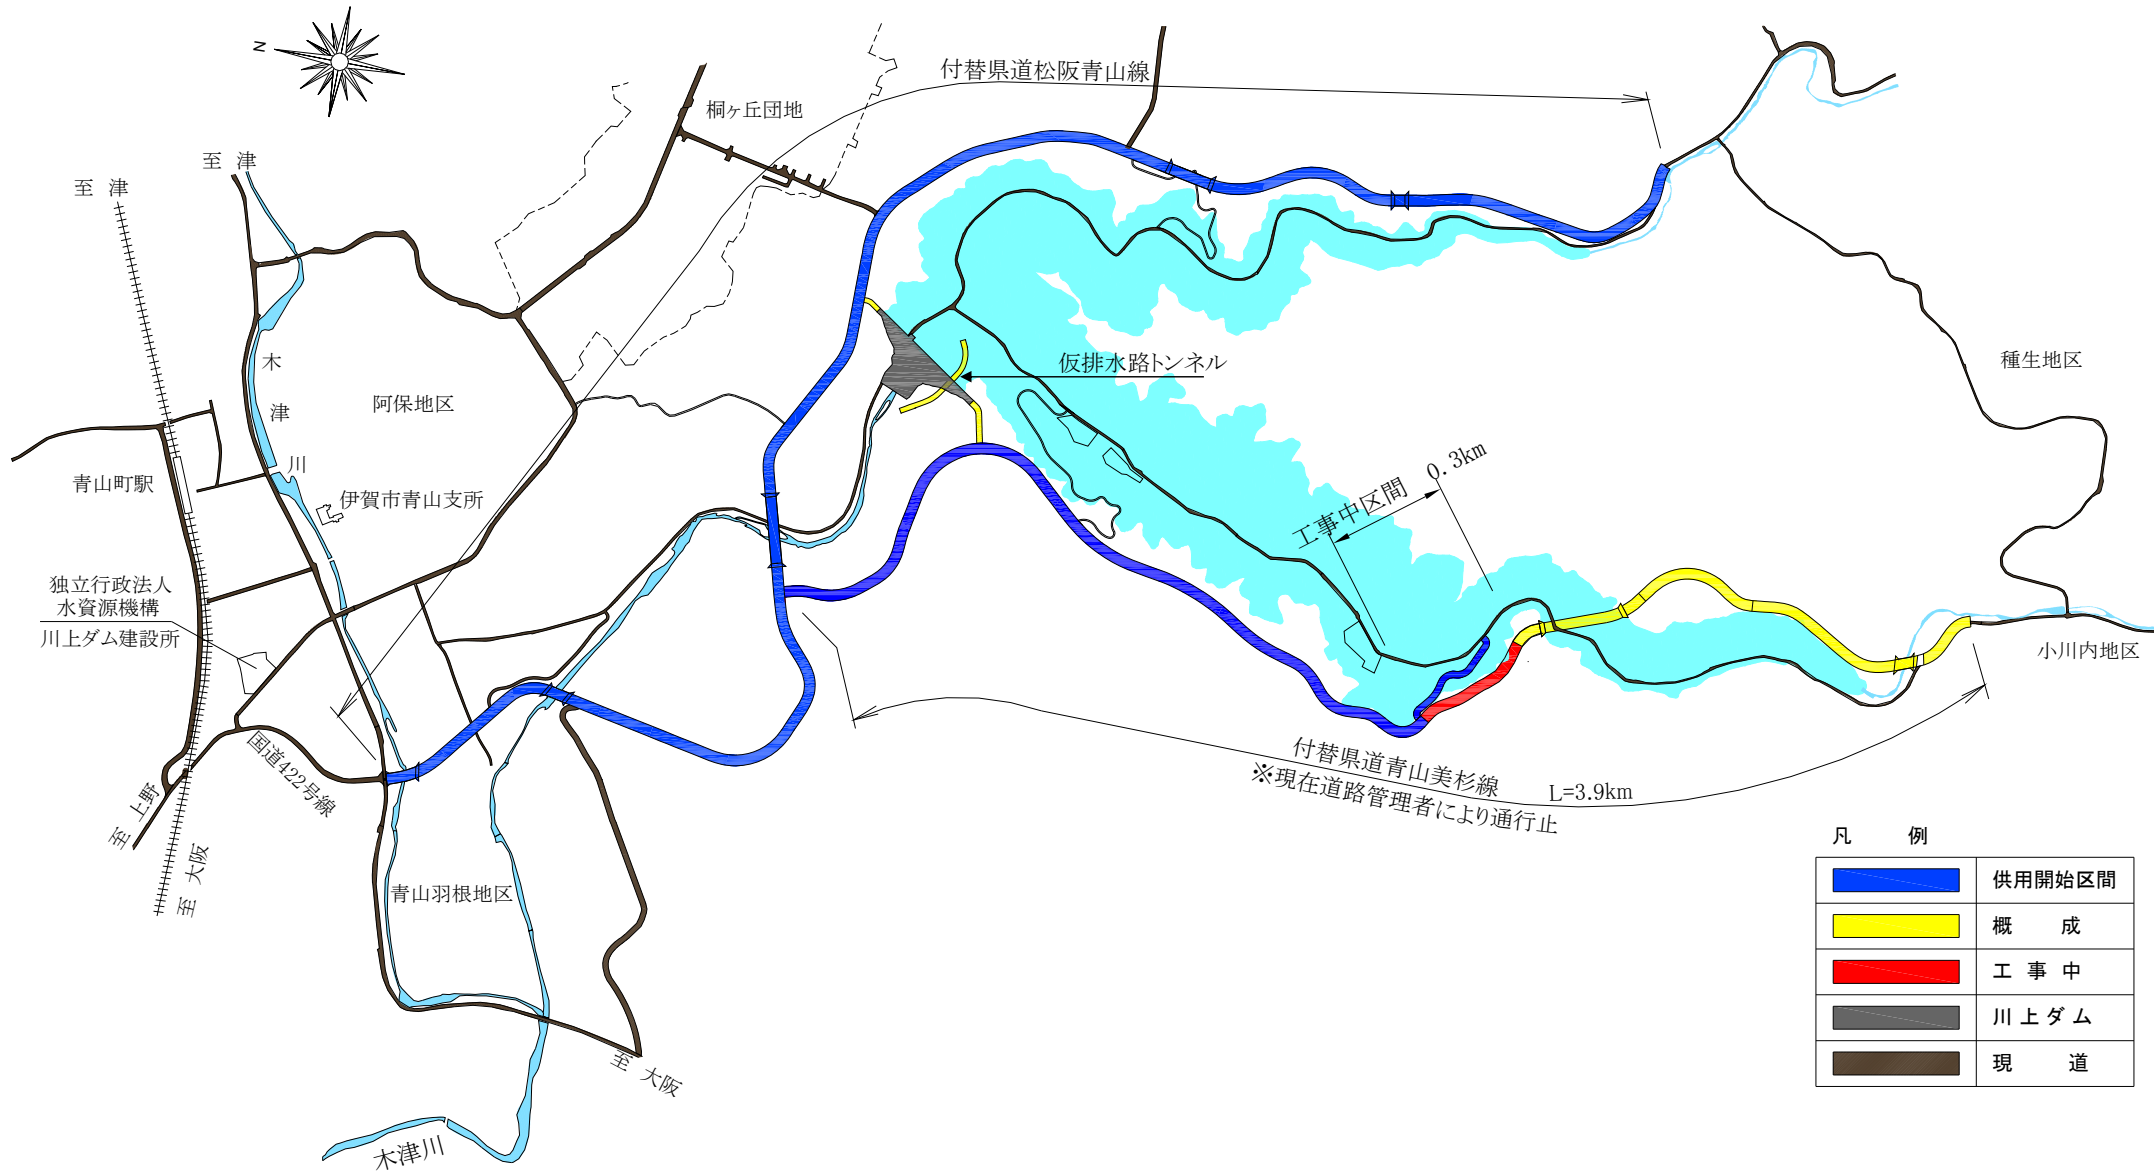 N
付替県道松阪青山線
桐ヶ丘団地
至 津
至 津
木
津
川
仮排水路トンネル
種生地区
阿保地区
青山町駅
伊賀市青山支所
工事中区間 0.3km
独立行政法人
水資源機構
川上ダム建設所
小川内地区
国道422号線
至 上野
至 大阪
付替県道青山美杉線 L=3.9km
※現在道路管理者により通行止
青山羽根地区
至 大阪
木津川
凡 例
供用開始区間
概 成
工 事 中
川 上 ダ ム
現 道